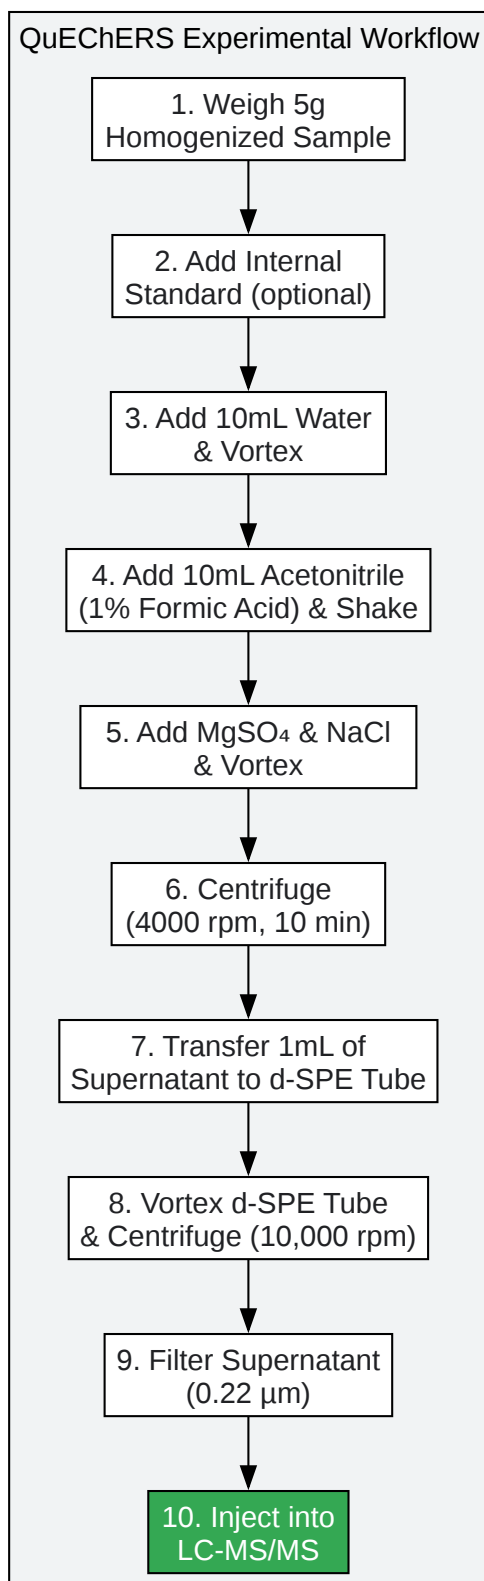 QuEChERS Experimental Workflow
1. Weigh 5g
Homogenized Sample
2. Add Internal
Standard (optional)
3. Add 10mL Water
& Vortex
4. Add 10mL Acetonitrile
(1% Formic Acid) & Shake
5. Add MgSO₄ & NaCl
& Vortex
6. Centrifuge
(4000 rpm, 10 min)
7. Transfer 1mL of
Supernatant to d-SPE Tube
8. Vortex d-SPE Tube
& Centrifuge (10,000 rpm)
9. Filter Supernatant
(0.22 µm)
10. Inject into
LC-MS/MS